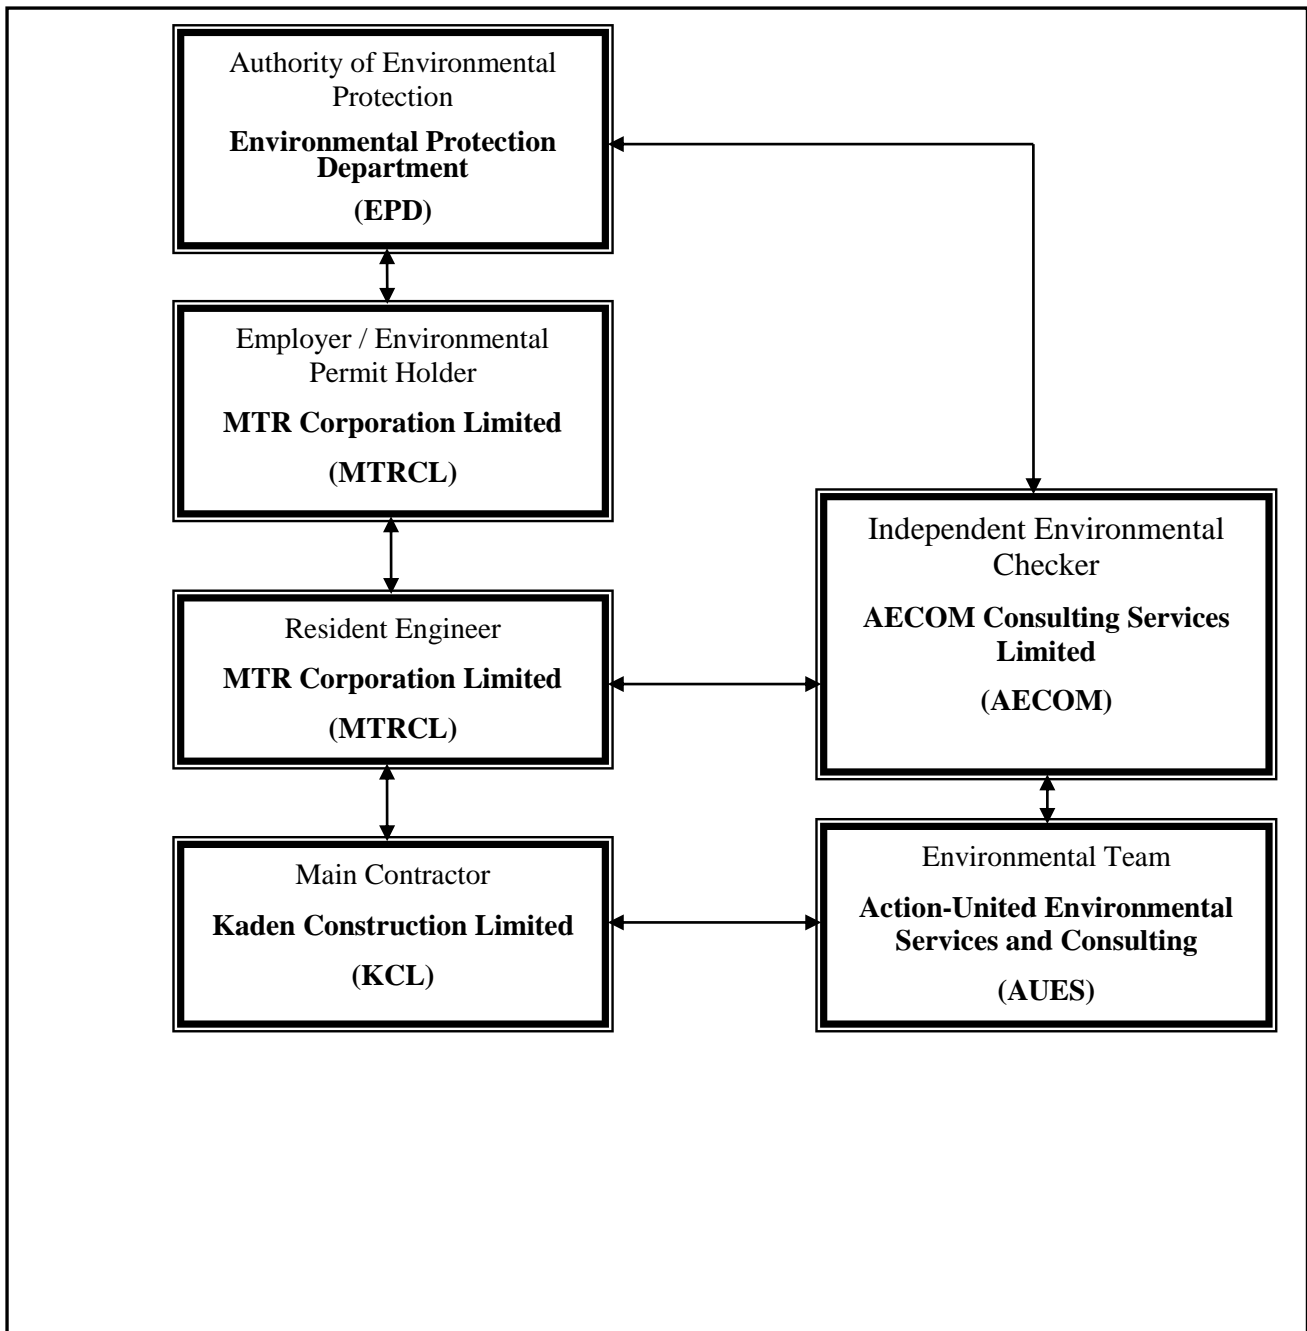 Authority of Environmental
Protection
Environmental Protection
Department
(EPD)
Employer / Environmental
Permit Holder
MTR Corporation Limited
(MTRCL)
Resident Engineer
MTR Corporation Limited
(MTRCL)
Main Contractor
Kaden Construction Limited
(KCL)
Independent Environmental
Checker
AECOM Consulting Services
Limited
(AECOM)
Environmental Team
Action-United Environmental
Services and Consulting
(AUES)